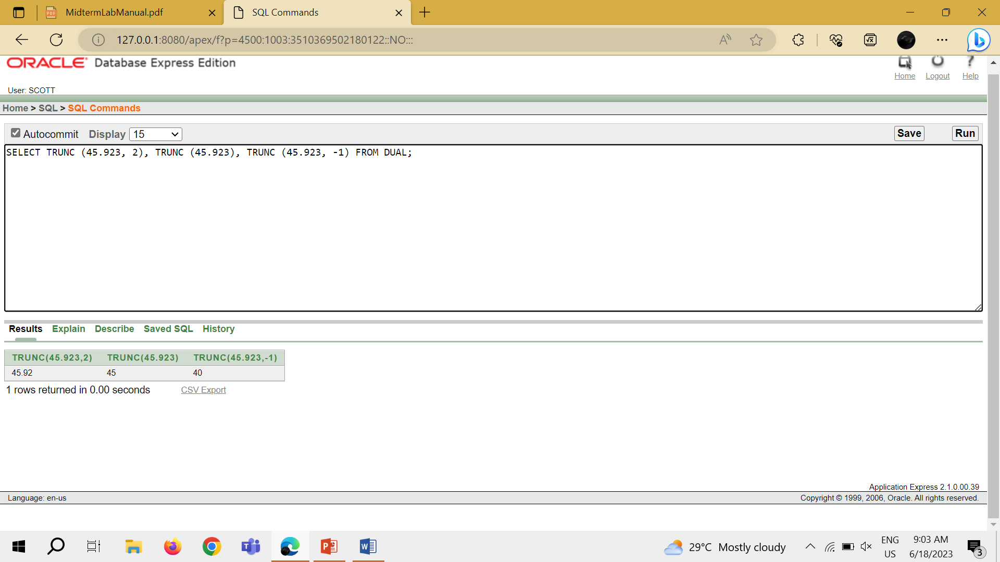 MidtermLabManual.pdf
SQL Commands
127.0.0.1:8080/apex/f?p=4500:1003:3510369502180122::NO:::
ORACLE Database Express Edition
Home Logout Help
User: SCOTT
Home > SQL > SQL Commands
Autocommit Display 15 Save Run
SELECT TRUNC (45.923, 2), TRUNC (45.923), TRUNC (45.923, -1) FROM DUAL;
Results Explain Describe Saved SQL History
TRUNC(45.923,2) TRUNC(45.923) TRUNC(45.923,-1)
45.92 45 40
1 rows returned in 0.00 seconds CSV Export
Application Express 2.1.0.00.39
Language: en-us Copyright © 1999, 2006, Oracle. All rights reserved.
29°C Mostly cloudy
ENG
US
9:03 AM
6/18/2023
3